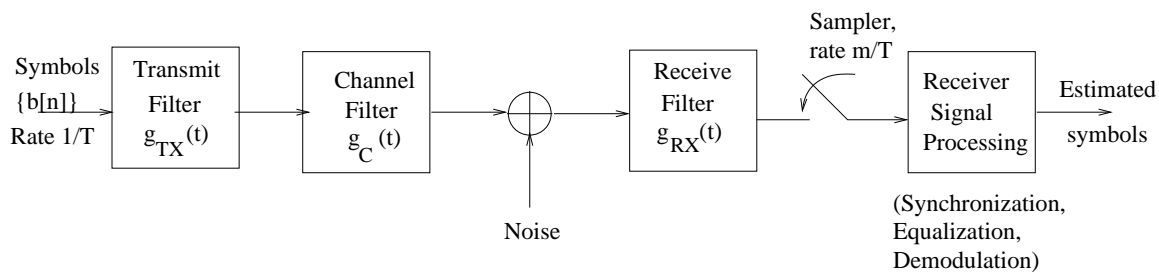 Symbols
{b[n]}
Rate 1/T
Transmit
Filter
g_TX(t)
Channel
Filter
g_C(t)
Noise
Receive
Filter
g_RX(t)
Sampler,
rate m/T
Receiver
Signal
Processing
(Synchronization,
Equalization,
Demodulation)
Estimated
symbols